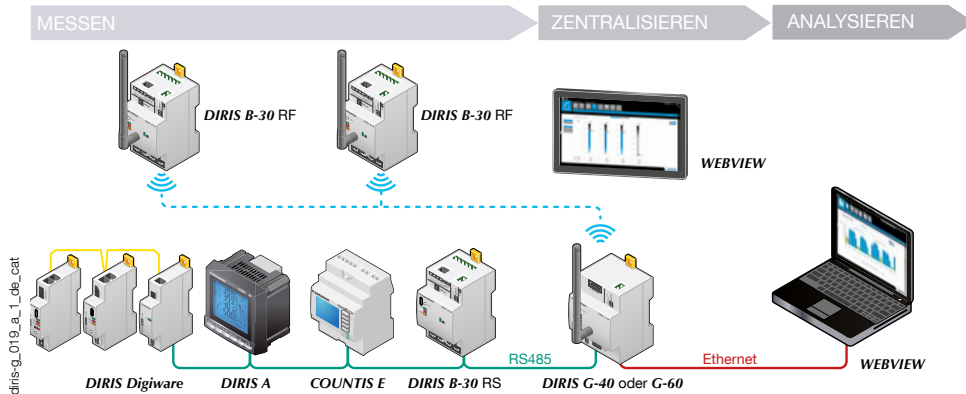 MESSEN
ZENTRALISIEREN
ANALYSIEREN
DIRIS B-30 RF
DIRIS B-30 RF
WEBVIEW
RS485
Ethernet
DIRIS Digiware
DIRIS A
COUNTIS E
DIRIS B-30 RS
DIRIS G-40 oder G-60
WEBVIEW
diris-g_019_a_1_de_cat